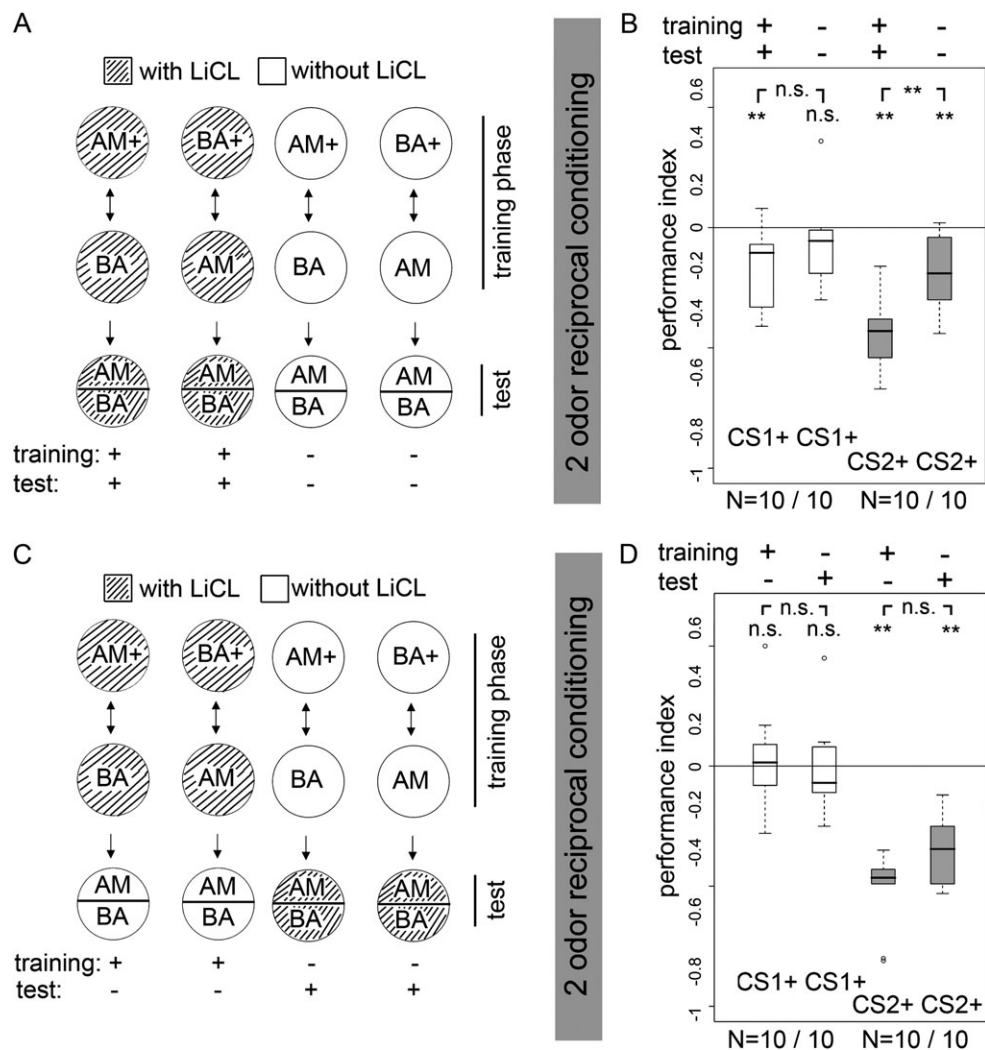 A
with LiCL without LiCL
AM+ BA+ AM+ BA+
BA AM BA AM
training phase
AM AM AM AM
BA BA BA BA
test
training: + + - -
test: + + - -
2 odor reciprocal conditioning
B
training + - + -
test + - + -
performance index
0.6
0.4
0.2
0
-0.2
-0.4
-0.6
-0.8
-1
n.s. **
** n.s. ** **
CS1+ CS1+
CS2+ CS2+
N=10 / 10 N=10 / 10
C
with LiCL without LiCL
AM+ BA+ AM+ BA+
BA AM BA AM
training phase
AM AM AM AM
BA BA BA BA
test
training: + + - -
test: - - + +
2 odor reciprocal conditioning
D
training + - + -
test - + - +
performance index
0.6
0.4
0.2
0
-0.2
-0.4
-0.6
-0.8
-1
n.s. n.s.
n.s. n.s. ** **
CS1+ CS1+
CS2+ CS2+
N=10 / 10 N=10 / 10